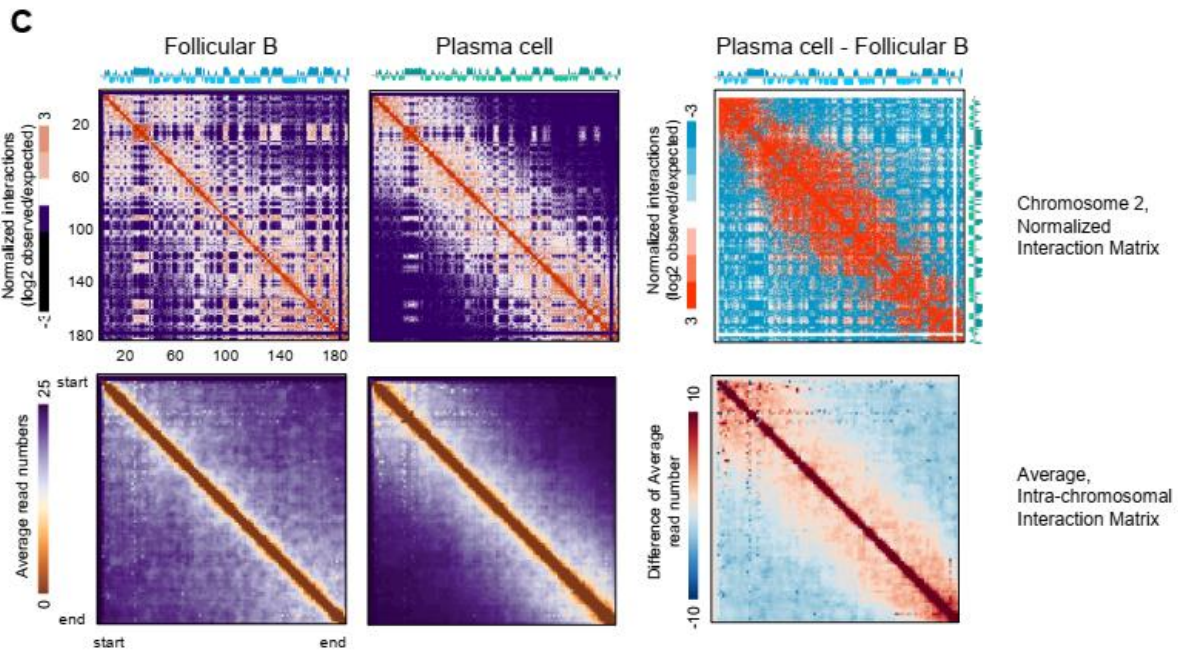 C
Follicular B
Plasma cell
Plasma cell - Follicular B
Normalized interactions
(log2 observed/expected)
-3
3
20
60
100
140
180
20
60
100
140
180
Normalized interactions
(log2 observed/expected)
3
-3
Chromosome 2,
Normalized
Interaction Matrix
Average read numbers
0
25
start
end
start
end
Difference of Average
read number
-10
10
Average,
Intra-chromosomal
Interaction Matrix